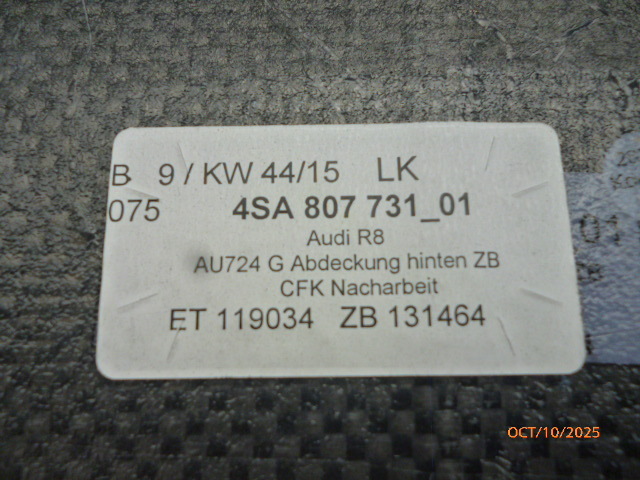 B 9 / KW 44/15 LK
075 4SA 807 731_01
Audi R8
AU724 G Abdeckung hinten ZB
CFK Nacharbeit
ET 119034 ZB 131464
OCT/10/2025